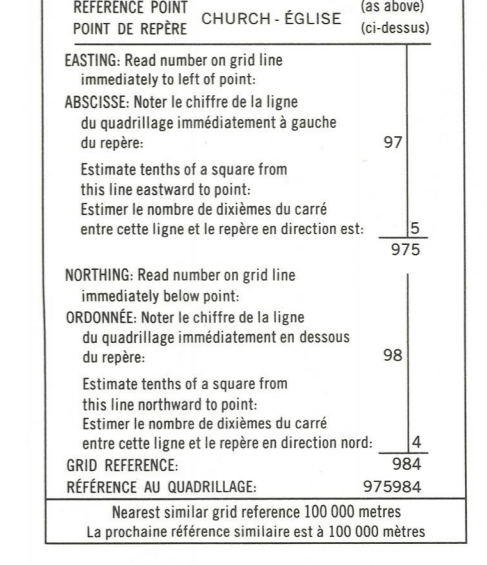 REFERENCE POINT CHURCH - ÉGLISE (as above)
POINT DE REPÈRE (ci-dessus)
EASTING: Read number on grid line
immediately to left of point:
ABSCISSE: Noter le chiffre de la ligne
du quadrillage immédiatement à gauche
du repère: 97
Estimate tenths of a square from
this line eastward to point:
Estimer le nombre de dixièmes du carré
entre cette ligne et le repère en direction est: 5
975
NORTHING: Read number on grid line
immediately below point:
ORDONNÉE: Noter le chiffre de la ligne
du quadrillage immédiatement en dessous
du repère: 98
Estimate tenths of a square from
this line northward to point:
Estimer le nombre de dixièmes du carré
entre cette ligne et le repère en direction nord: 4
GRID REFERENCE: 984
RÉFÉRENCE AU QUADRILLAGE: 975984
Nearest similar grid reference 100 000 metres
La prochaine référence similaire est à 100 000 mètres